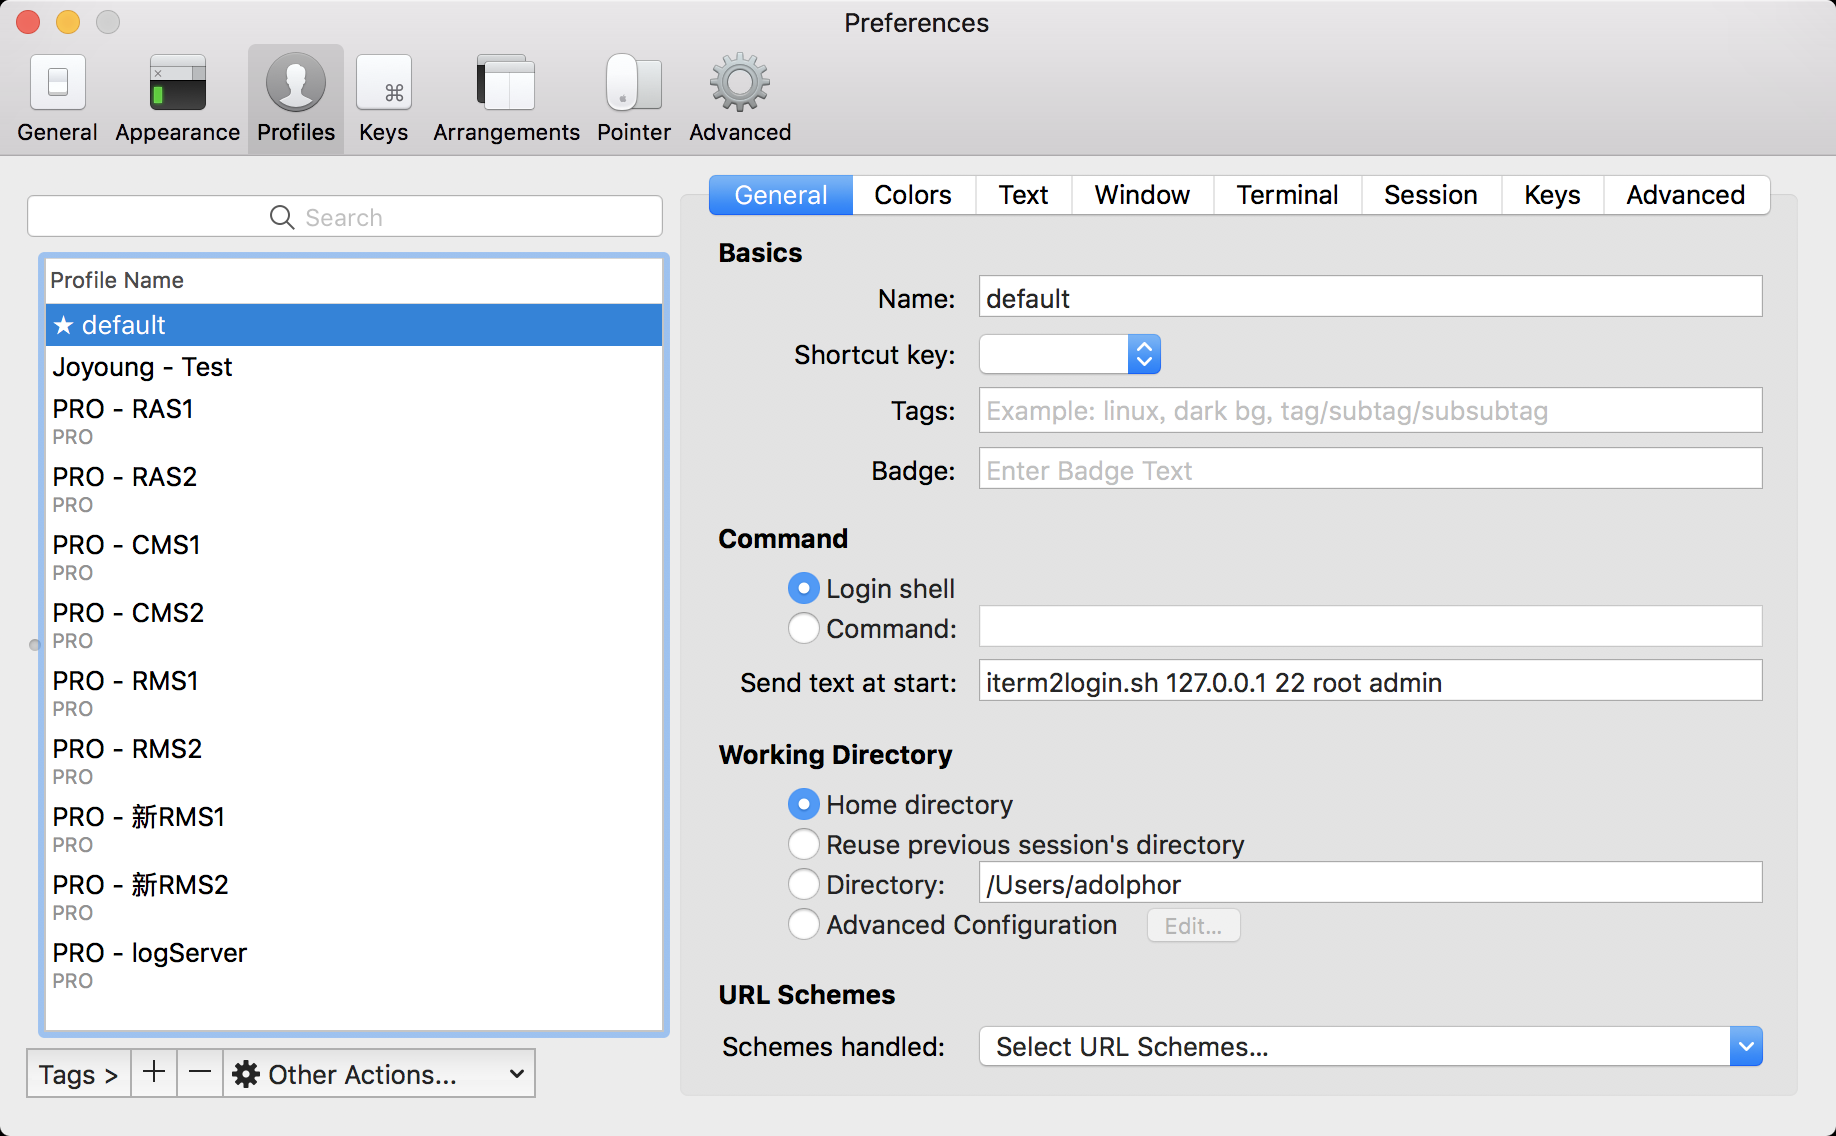 Preferences
General Appearance Profiles Keys Arrangements Pointer Advanced
Search
Profile Name
★ default
Joyoung - Test
PRO - RAS1
PRO
PRO - RAS2
PRO
PRO - CMS1
PRO
PRO - CMS2
PRO
PRO - RMS1
PRO
PRO - RMS2
PRO
PRO - 新RMS1
PRO
PRO - 新RMS2
PRO
PRO - logServer
PRO
Tags > + — Other Actions...
General Colors Text Window Terminal Session Keys Advanced
Basics
Name: default
Shortcut key:
Tags: Example: linux, dark bg, tag/subtag/subsubtag
Badge: Enter Badge Text
Command
Login shell
Command:
Send text at start: iterm2login.sh 127.0.0.1 22 root admin
Working Directory
Home directory
Reuse previous session's directory
Directory: /Users/adolphor
Advanced Configuration Edit...
URL Schemes
Schemes handled: Select URL Schemes...